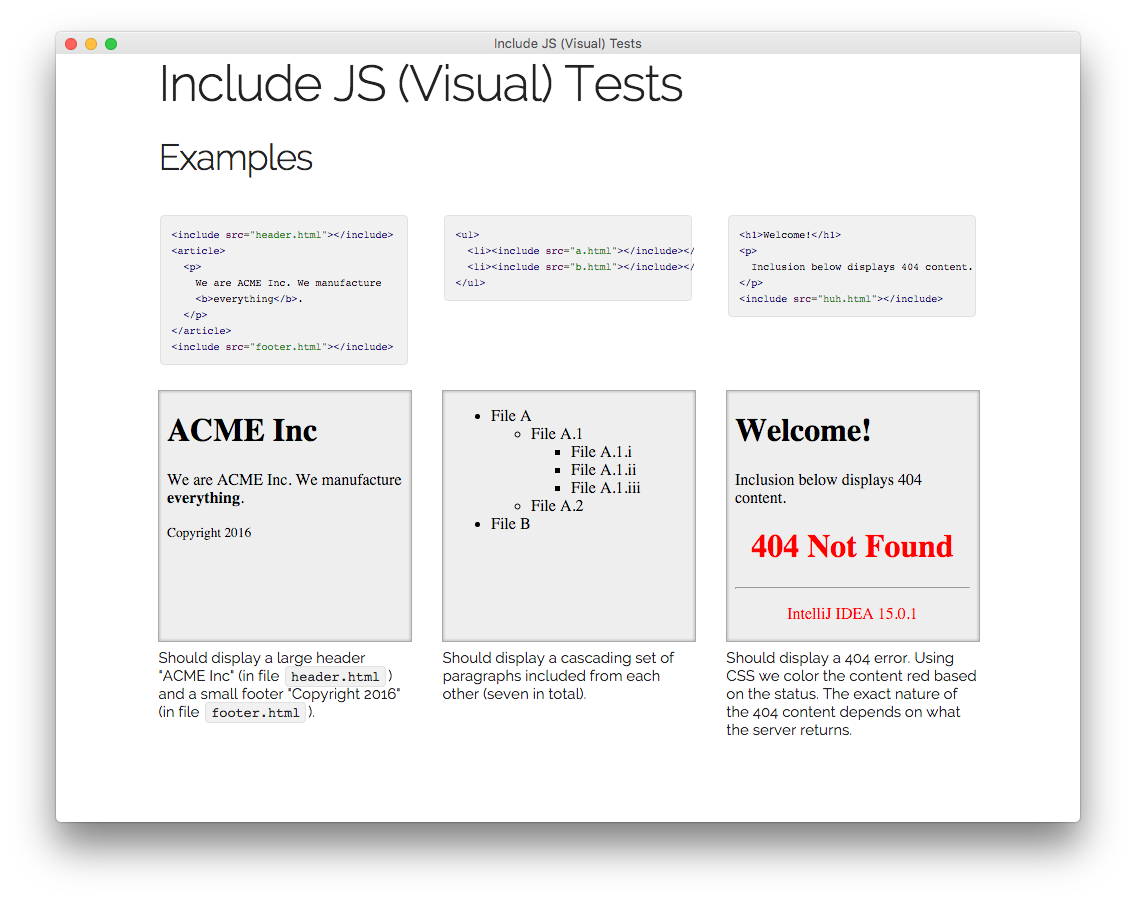 Include JS (Visual) Tests
Include JS (Visual) Tests
Examples
<include src="header.html"></include>
<article>
<p>
We are ACME Inc. We manufacture
<b>everything</b>.
</p>
</article>
<include src="footer.html"></include>
<ul>
<li><include src="a.html"></include></
<li><include src="b.html"></include></
</ul>
<h1>Welcome!</h1>
<p>
Inclusion below displays 404 content.
</p>
<include src="huh.html"></include>
ACME Inc
We are ACME Inc. We manufacture
everything.
Copyright 2016
File A
File A.1
File A.1.i
File A.1.ii
File A.1.iii
File A.2
File B
Welcome!
Inclusion below displays 404
content.
404 Not Found
IntelliJ IDEA 15.0.1
Should display a large header
"ACME Inc" (in file header.html)
and a small footer "Copyright 2016"
(in file footer.html).
Should display a cascading set of
paragraphs included from each
other (seven in total).
Should display a 404 error. Using
CSS we color the content red based
on the status. The exact nature of
the 404 content depends on what
the server returns.